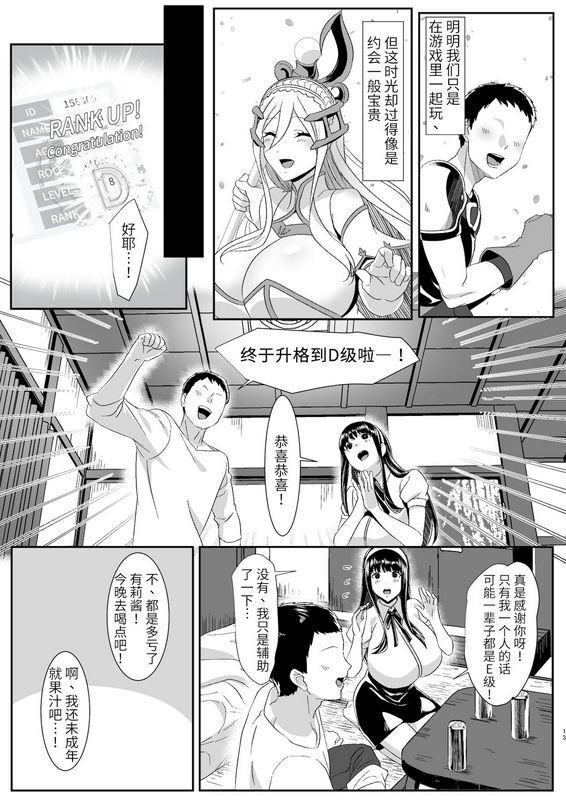 明明我们只是
在游戏里一起玩、
但这时光却过得像是
约会一般宝贵
ID
RANK UP!
Congratulation!
NAME
LEVEL
RANK
D
好耶…！
终于升格到D级啦—！
恭喜恭喜！
真是感谢你呀！
只有我一个人的话
可能一辈子都是E级！
没有、我只是辅助
了一下…
不、都是多亏了
有莉酱！
今晚去喝点吧！
啊、我还未成年
就果汁吧…！
13